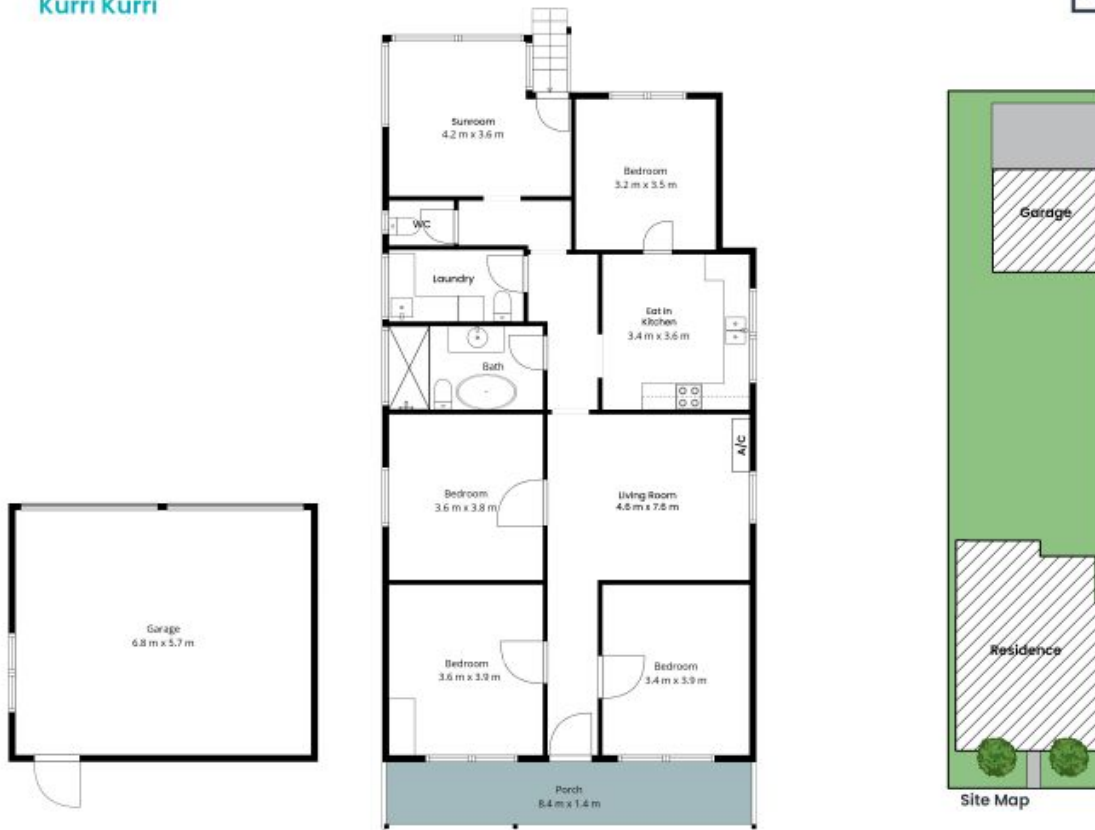 Kurri Kurri
Sunroom
4.2 m x 3.6 m
Bedroom
3.2 m x 3.5 m
WC
Laundry
Eat In
Kitchen
3.4 m x 3.6 m
Bath
A/C
Bedroom
3.6 m x 3.8 m
Living Room
4.6 m x 7.6 m
Garage
6.8 m x 5.7 m
Bedroom
3.6 m x 3.9 m
Bedroom
3.4 m x 3.9 m
Porch
8.4 m x 1.4 m
Garage
Residence
Site Map